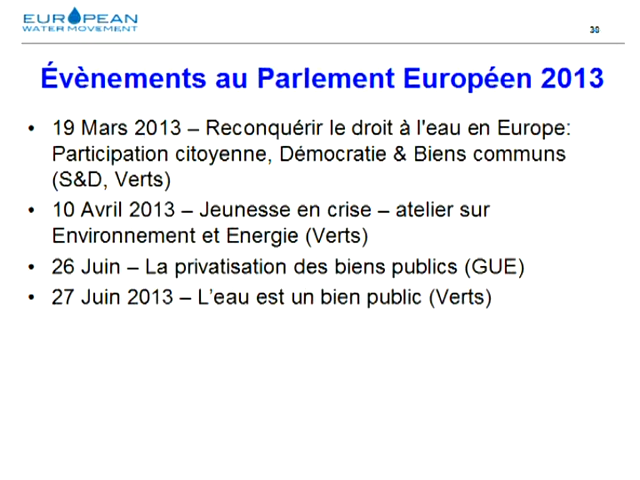 EUROPEAN
WATER MOVEMENT
38
Évènements au Parlement Européen 2013
• 19 Mars 2013 – Reconquérir le droit à l'eau en Europe:
Participation citoyenne, Démocratie & Biens communs
(S&D, Verts)
• 10 Avril 2013 – Jeunesse en crise – atelier sur
Environnement et Energie (Verts)
• 26 Juin – La privatisation des biens publics (GUE)
• 27 Juin 2013 – L'eau est un bien public (Verts)